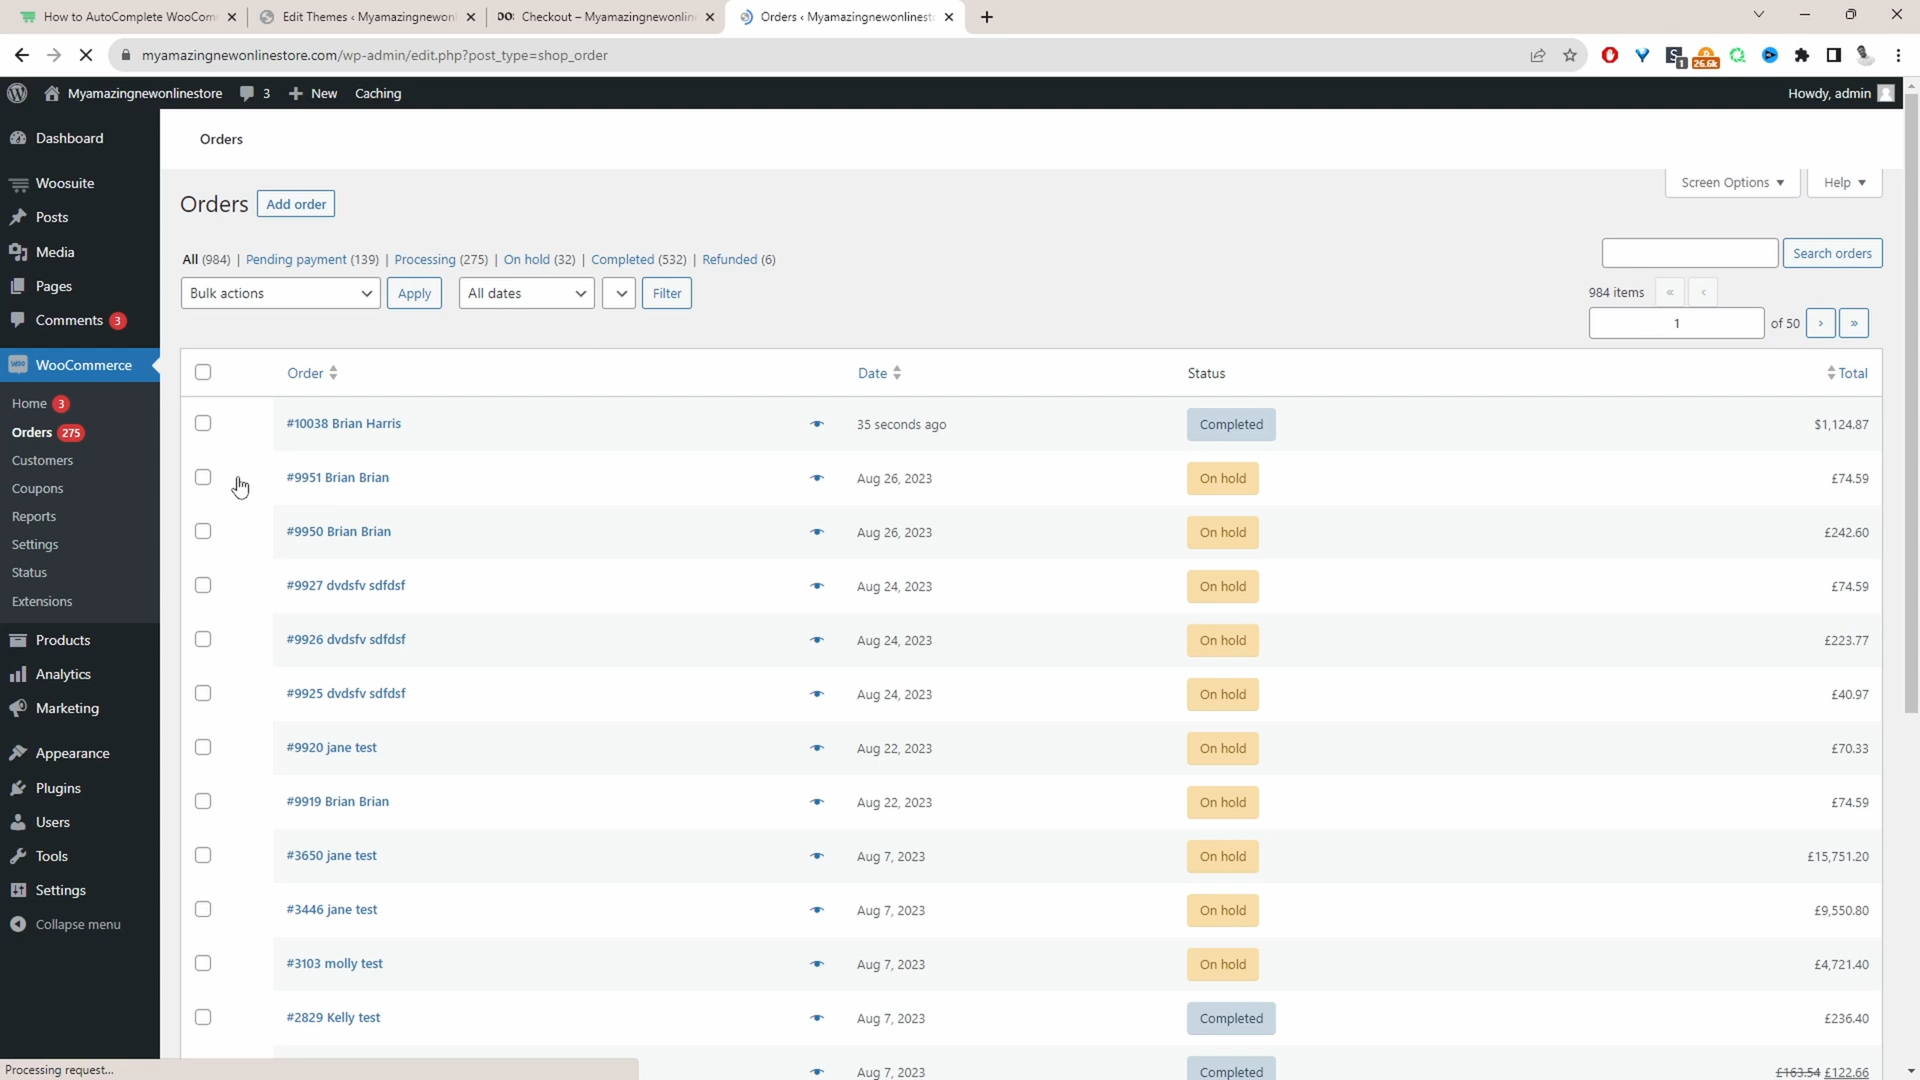 How to AutoComplete WooCom
Edit Themes ‹ Myamazingnewonl
Checkout – Myamazingnewonlin
Orders ‹ Myamazingnewonlinest
myamazingnewonlinestore.com/wp-admin/edit.php?post_type=shop_order
1
26.6k
Myamazingnewonlinestore
3
New
Caching
Howdy, admin
Dashboard
Woosuite
Posts
Media
Pages
Comments 3
WooCommerce
Home 3
Orders 275
Customers
Coupons
Reports
Settings
Status
Extensions
Products
Analytics
Marketing
Appearance
Plugins
Users
Tools
Settings
Collapse menu
Processing request...
Orders
Screen Options
Help
Orders Add order
All (984) | Pending payment (139) | Processing (275) | On hold (32) | Completed (532) | Refunded (6)
Search orders
Bulk actions Apply All dates Filter
984 items « ‹
1 of 50 › »
Order Date Status Total
#10038 Brian Harris 35 seconds ago Completed $1,124.87
#9951 Brian Brian Aug 26, 2023 On hold £74.59
#9950 Brian Brian Aug 26, 2023 On hold £242.60
#9927 dvdsfv sdfdsf Aug 24, 2023 On hold £74.59
#9926 dvdsfv sdfdsf Aug 24, 2023 On hold £223.77
#9925 dvdsfv sdfdsf Aug 24, 2023 On hold £40.97
#9920 jane test Aug 22, 2023 On hold £70.33
#9919 Brian Brian Aug 22, 2023 On hold £74.59
#3650 jane test Aug 7, 2023 On hold £15,751.20
#3446 jane test Aug 7, 2023 On hold £9,550.80
#3103 molly test Aug 7, 2023 On hold £4,721.40
#2829 Kelly test Aug 7, 2023 Completed £236.40
Aug 7, 2023 Completed £163.54 £122.66